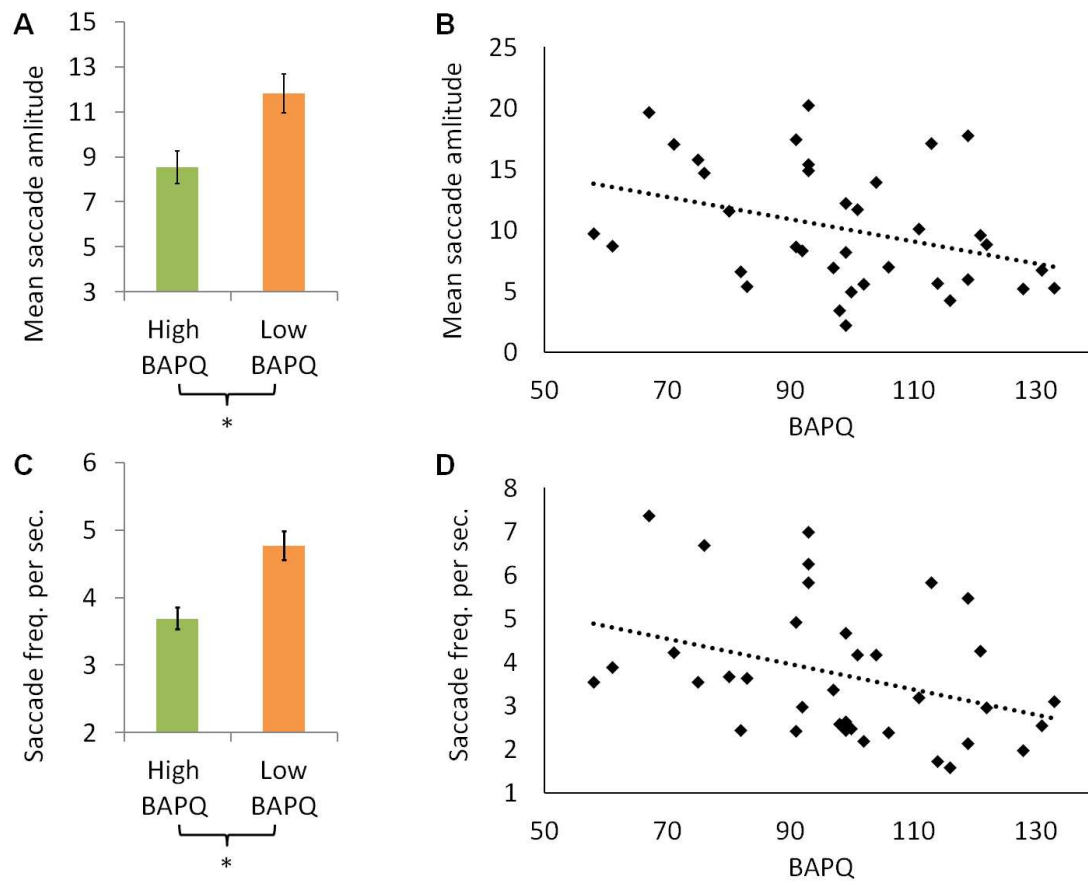 A
Mean saccade amlitude
15
13
11
9
7
5
3
High
BAPQ
Low
BAPQ
*
B
Mean saccade amlitude
25
20
15
10
5
0
50 70 90 110 130
BAPQ
C
Saccade freq. per sec.
6
5
4
3
2
High
BAPQ
Low
BAPQ
*
D
Saccade freq. per sec.
8
7
6
5
4
3
2
1
50 70 90 110 130
BAPQ